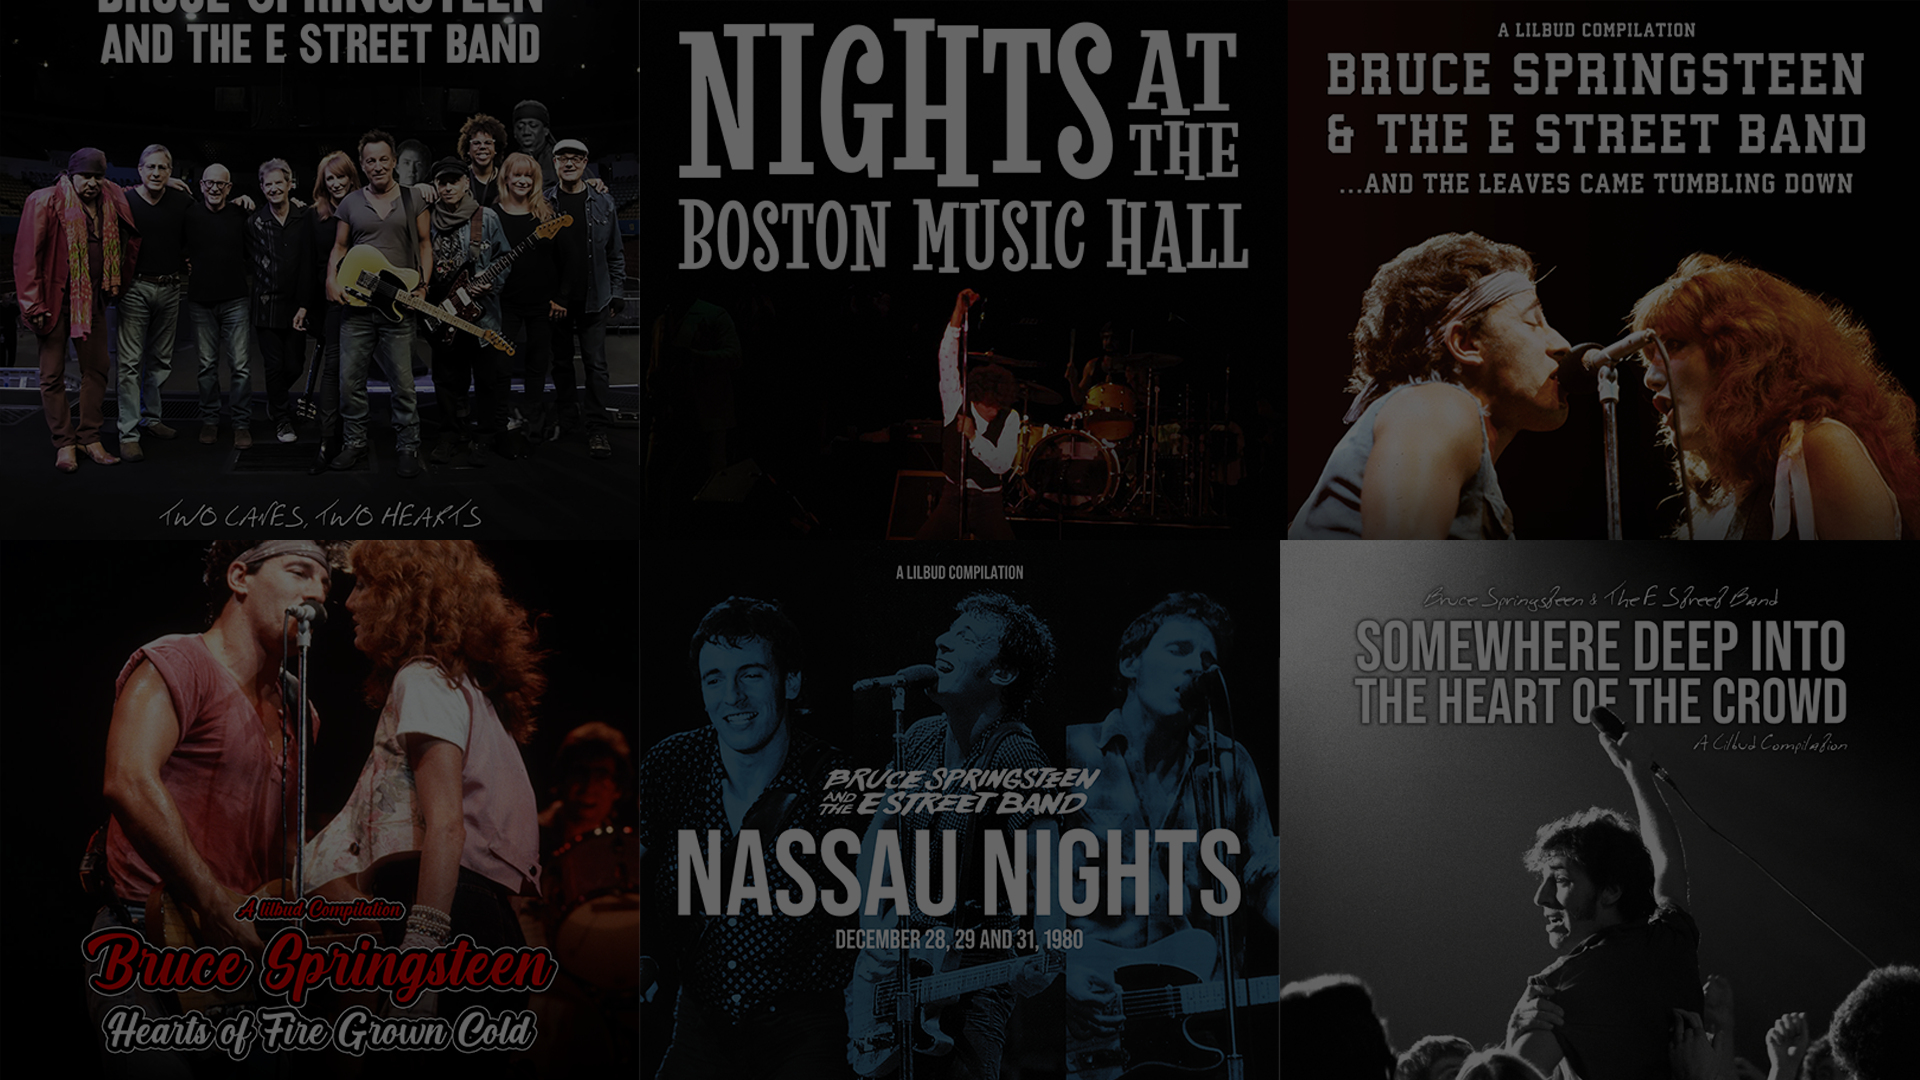 BRUCE SPRINGSTEEN
AND THE E STREET BAND
TWO CANES, TWO HEARTS
NIGHTS AT THE
BOSTON MUSIC HALL
A LILBUD COMPILATION
BRUCE SPRINGSTEEN
& THE E STREET BAND
...AND THE LEAVES CAME TUMBLING DOWN
A lilbud Compilation
Bruce Springsteen
Hearts of Fire Grown Cold
A LILBUD COMPILATION
BRUCE SPRINGSTEEN
AND THE E STREET BAND
NASSAU NIGHTS
DECEMBER 28, 29 AND 31, 1980
Bruce Springsteen & The E Street Band
SOMEWHERE DEEP INTO
THE HEART OF THE CROWD
A Lilbud Compilation